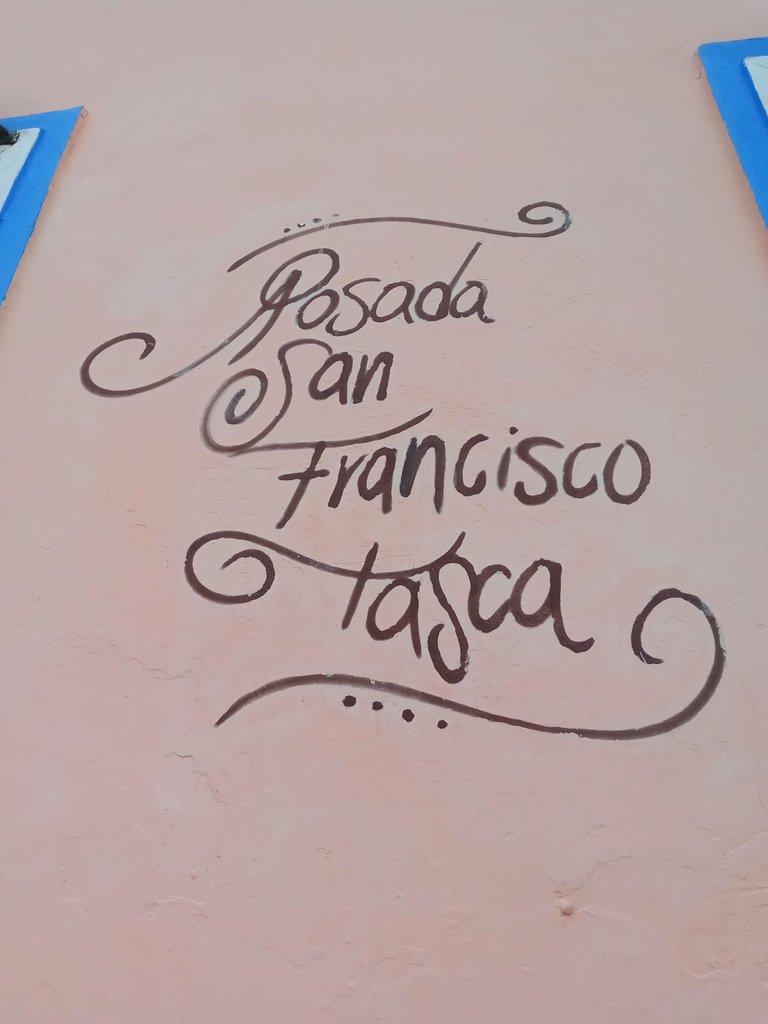 Posada
San
Francisco
tasca